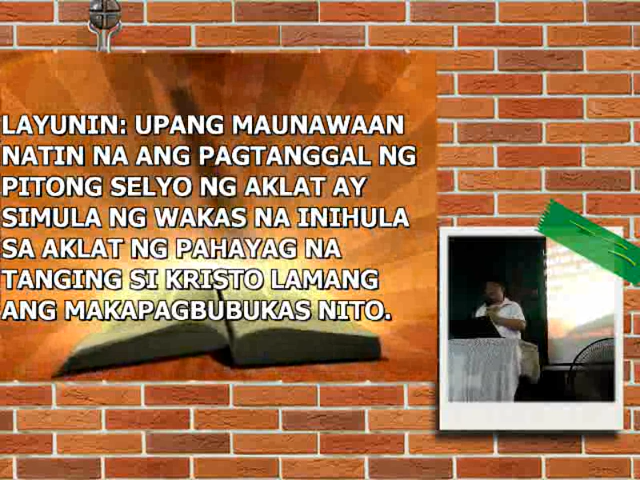 LAYUNIN: UPANG MAUNAWAAN
NATIN NA ANG PAGTANGGAL NG
PITONG SELYO NG AKLAT AY
SIMULA NG WAKAS NA INIHULA
SA AKLAT NG PAHAYAG NA
TANGING SI KRISTO LAMANG
ANG MAKAPAGBUBUKAS NITO.